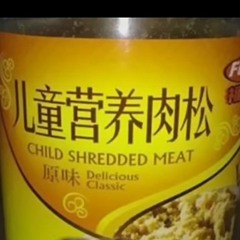 儿童营养肉松
CHILD SHREDDED MEAT
原味 Delicious
Classic